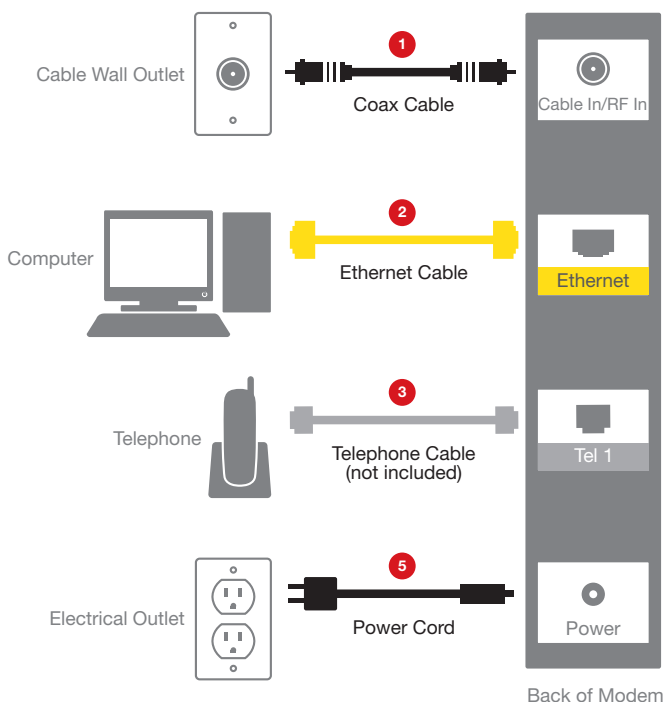 1
Cable Wall Outlet
Coax Cable
Cable In/RF In
2
Computer
Ethernet Cable
Ethernet
3
Telephone
Telephone Cable
(not included)
Tel 1
5
Electrical Outlet
Power Cord
Power
Back of Modem